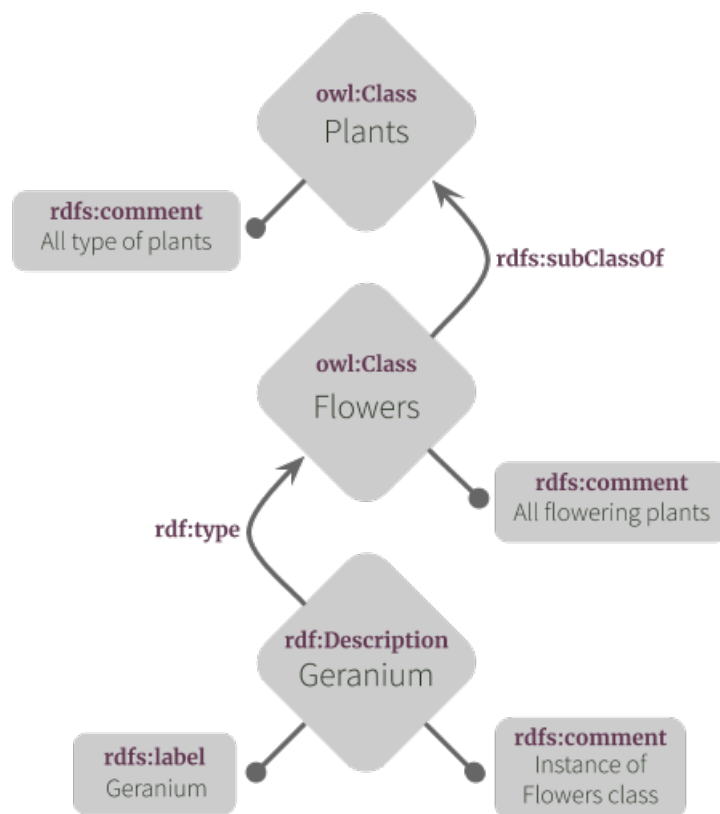 owl:Class
Plants
rdfs:comment
All type of plants
rdfs:subClassOf
owl:Class
Flowers
rdfs:comment
All flowering plants
rdf:type
rdf:Description
Geranium
rdfs:label
Geranium
rdfs:comment
Instance of
Flowers class